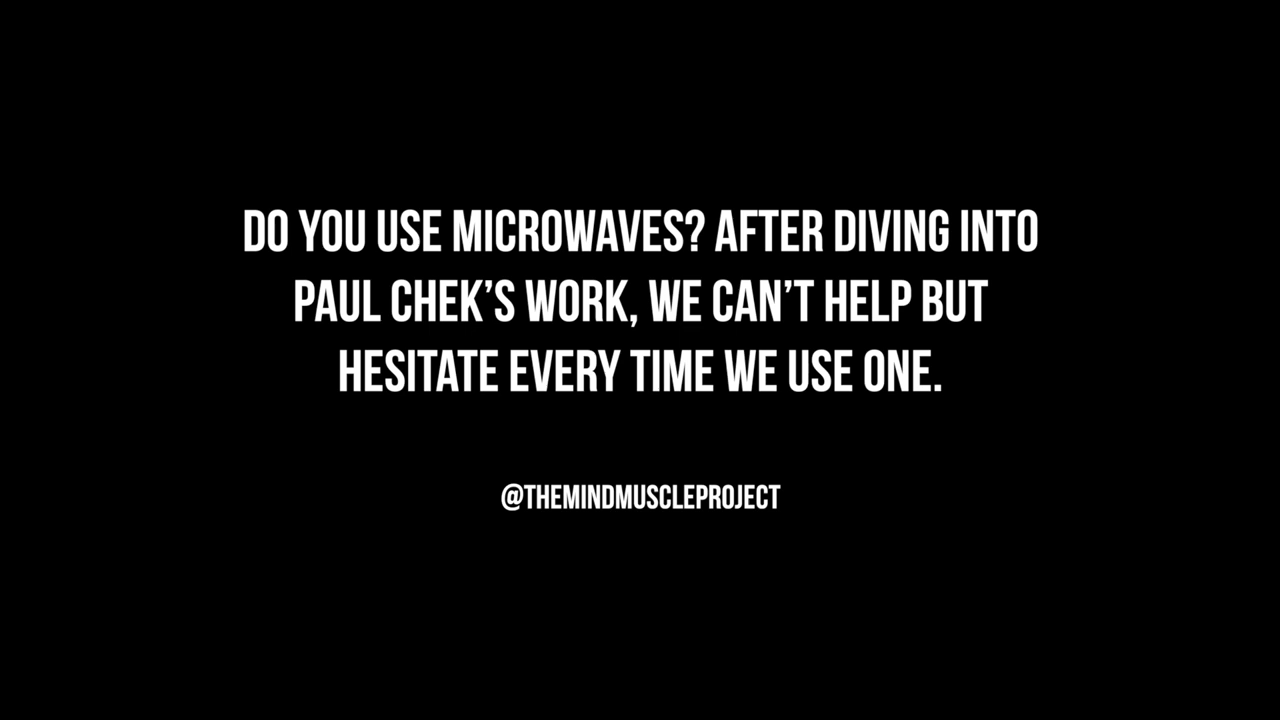 DO YOU USE MICROWAVES? AFTER DIVING INTO
PAUL CHEK'S WORK, WE CAN'T HELP BUT
HESITATE EVERY TIME WE USE ONE.
@THEMINDMUSCLEPROJECT